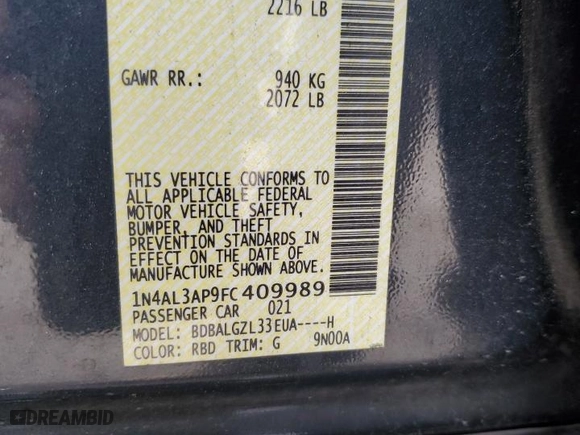 2216 LB
GAWR RR.: 940 KG
2072 LB
THIS VEHICLE CONFORMS TO
ALL APPLICABLE FEDERAL
MOTOR VEHICLE SAFETY,
BUMPER, AND THEFT
PREVENTION STANDARDS IN
EFFECT ON THE DATE OF
MANUFACTURE SHOWN ABOVE.
1N4AL3AP9FC409989
PASSENGER CAR 021
MODEL: BDBALGZL33EUA----H
COLOR: RBD TRIM: G 9N00A
DREAMBID